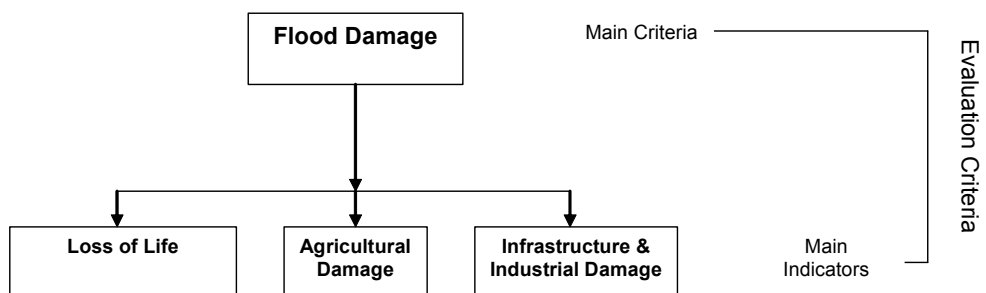 Flood Damage
Main Criteria
Evaluation Criteria
Loss of Life
Agricultural
Damage
Infrastructure &
Industrial Damage
Main
Indicators